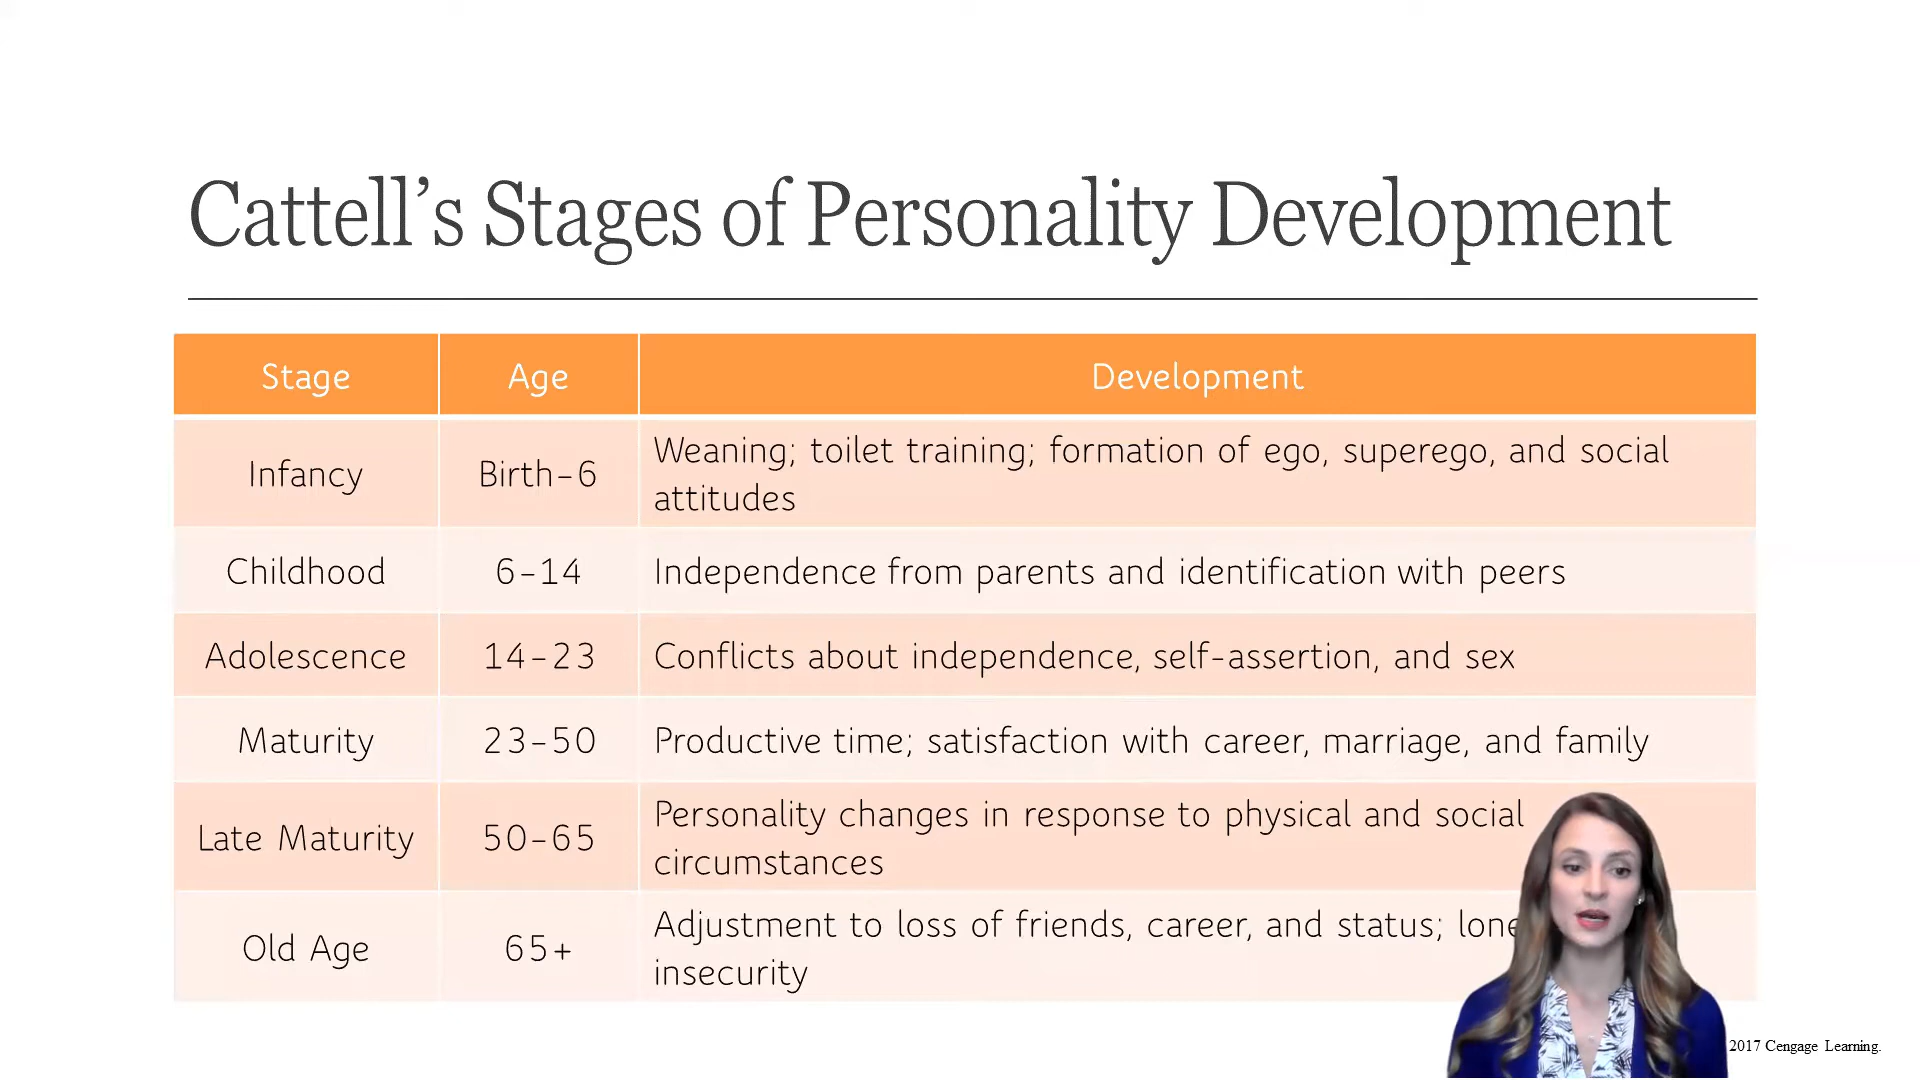 Cattell’s Stages of Personality Development
Stage Age Development
Infancy Birth–6 Weaning; toilet training; formation of ego, superego, and social
attitudes
Childhood 6–14 Independence from parents and identification with peers
Adolescence 14–23 Conflicts about independence, self-assertion, and sex
Maturity 23–50 Productive time; satisfaction with career, marriage, and family
Late Maturity 50–65 Personality changes in response to physical and social
circumstances
Old Age 65+ Adjustment to loss of friends, career, and status;
insecurity
2017 Cengage Learning.